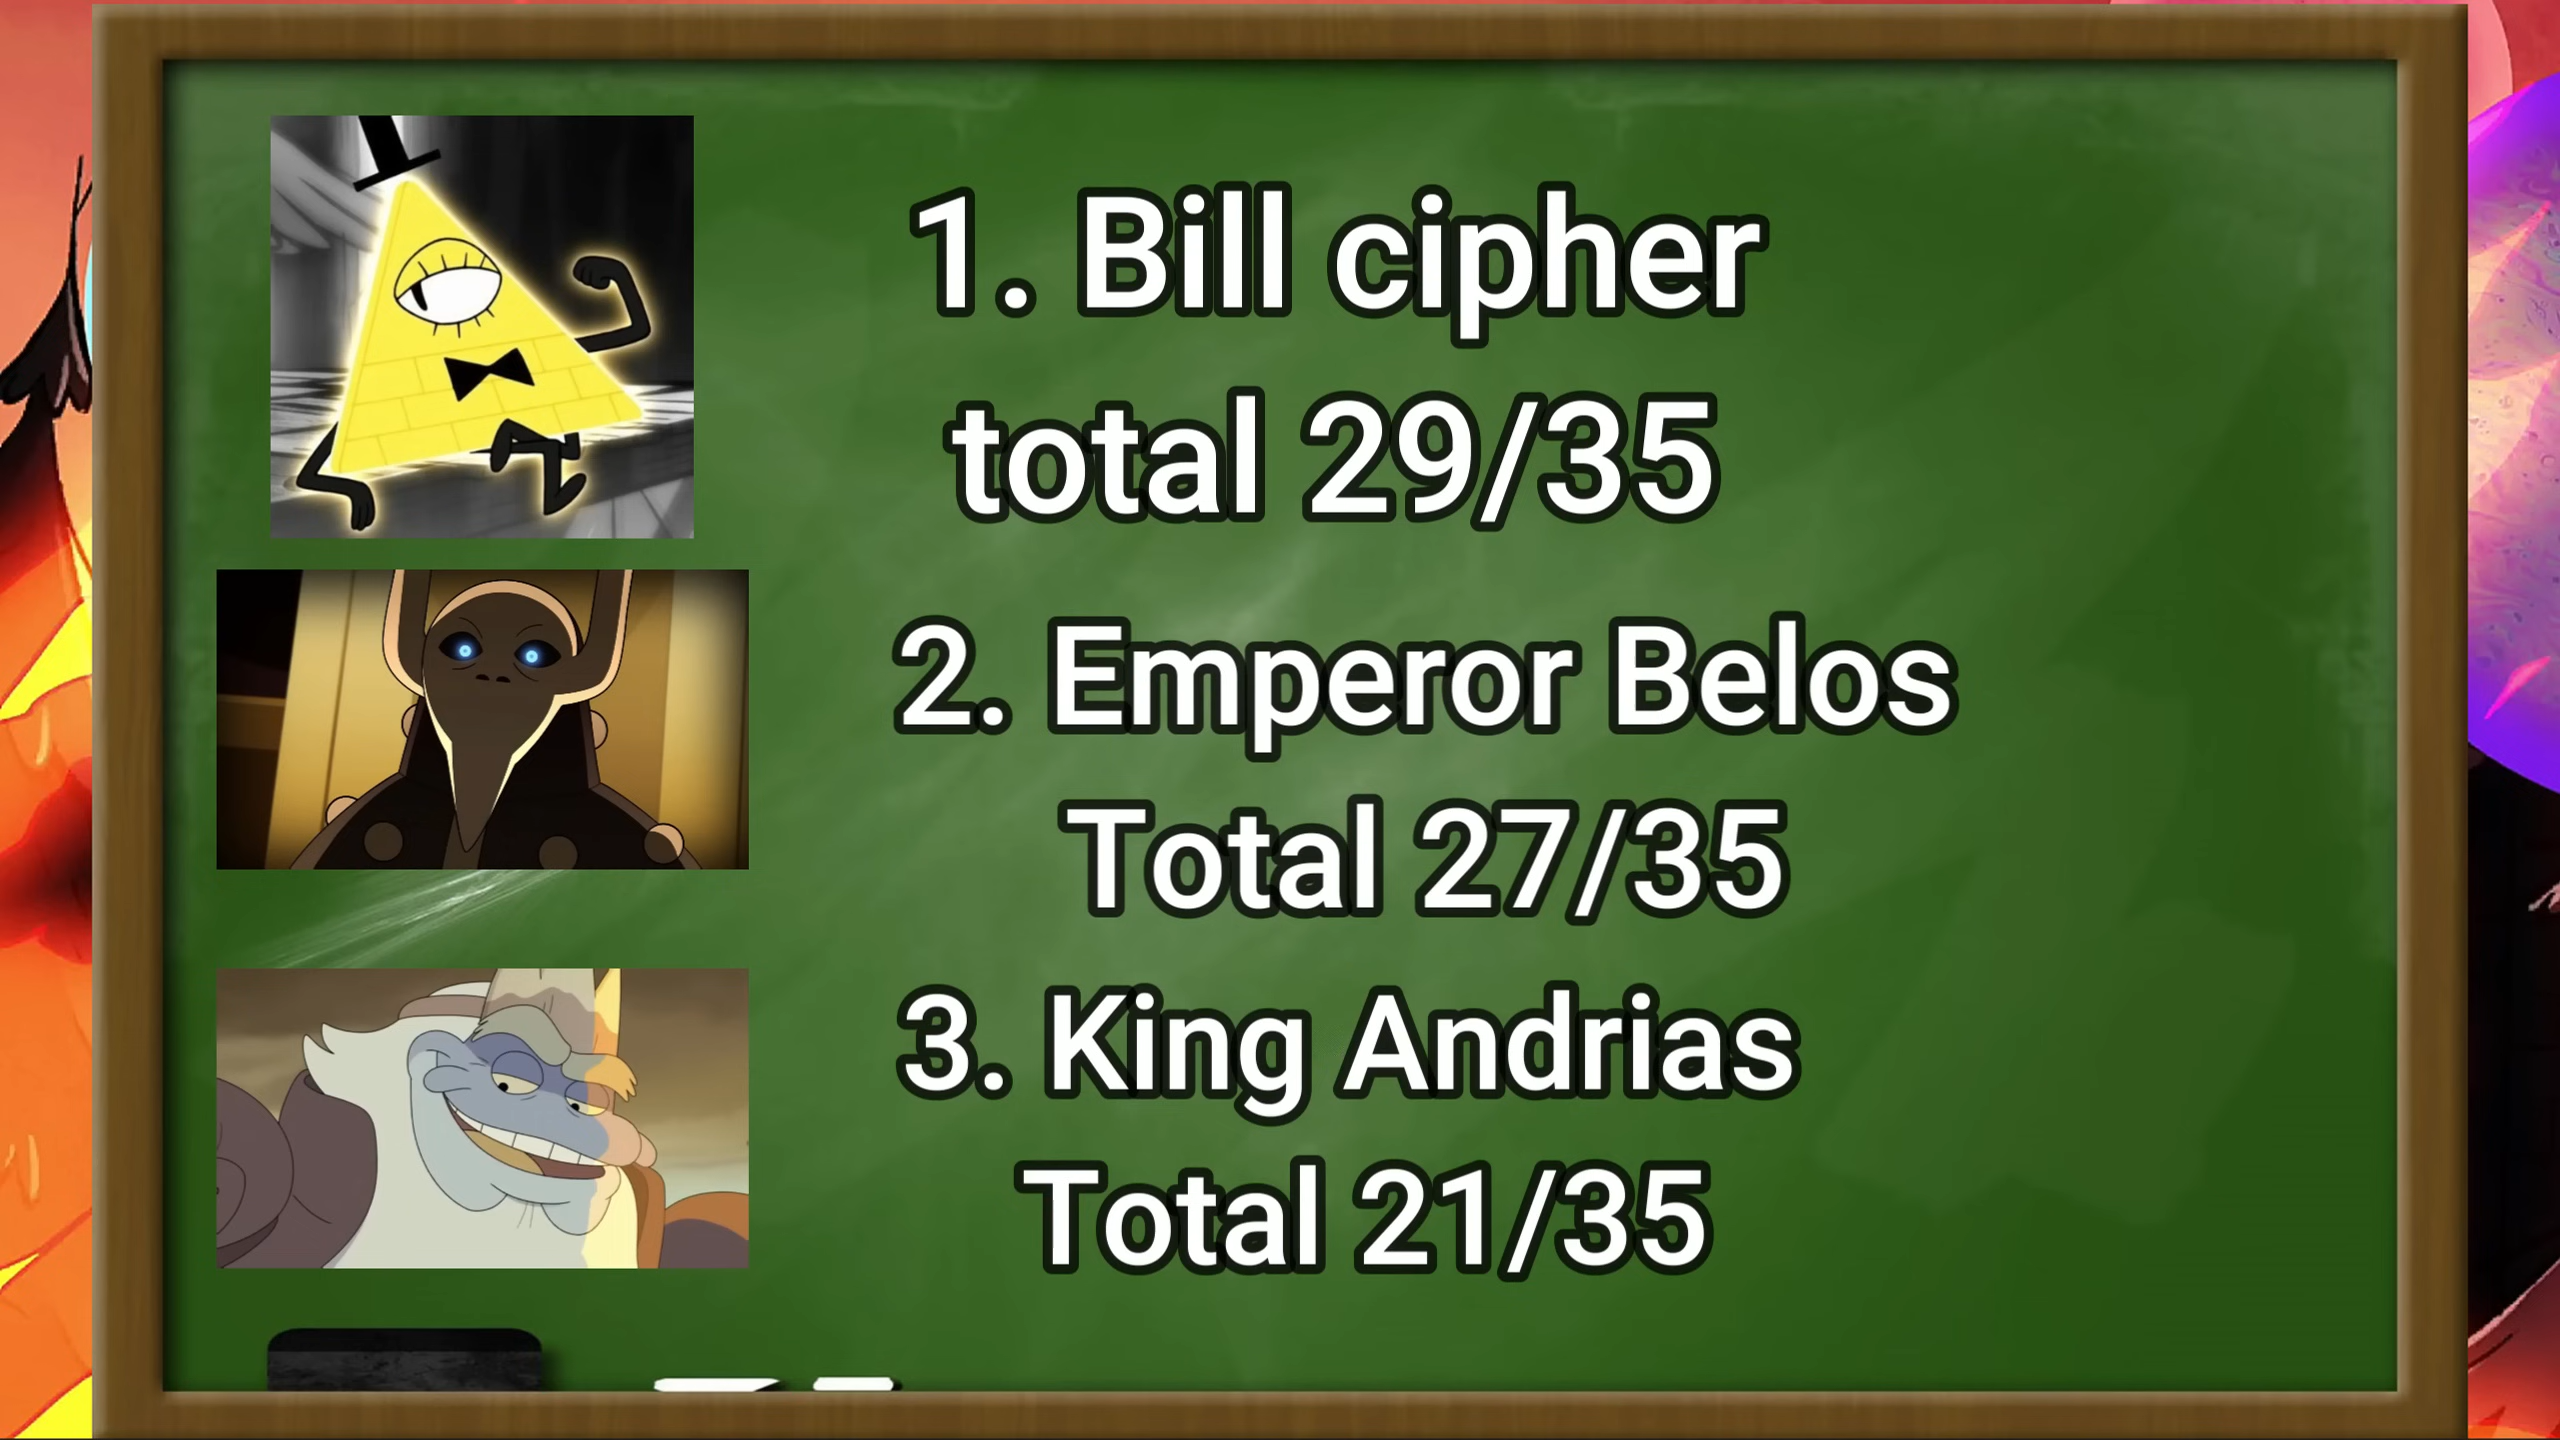 1. Bill cipher
total 29/35
2. Emperor Belos
Total 27/35
3. King Andrias
Total 21/35